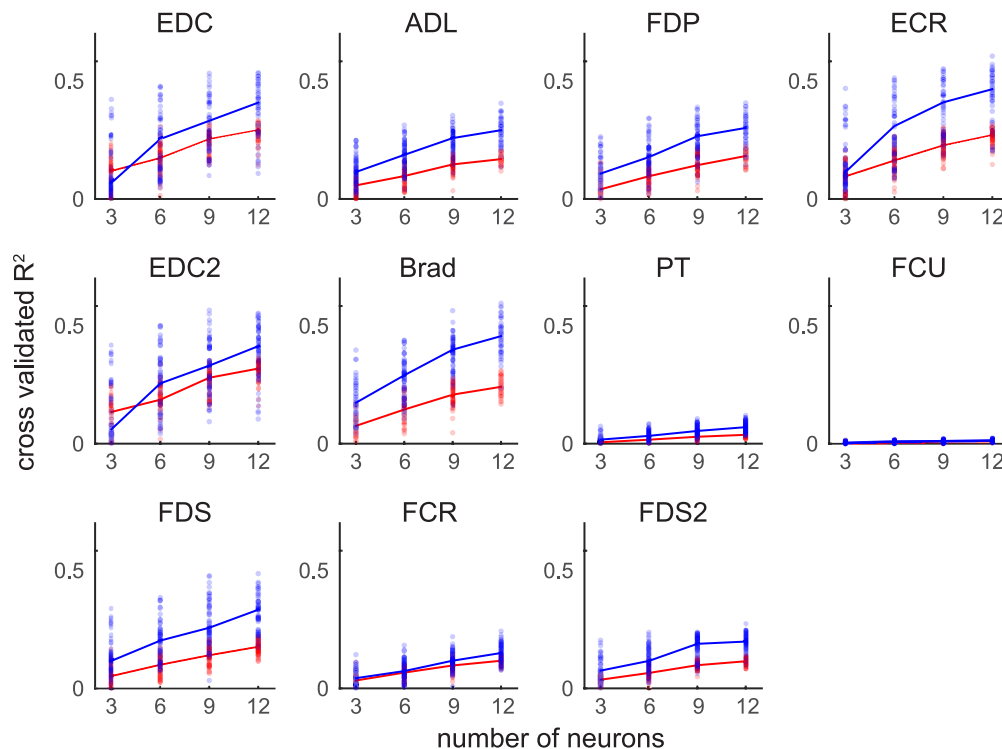 EDC ADL FDP ECR
0.5 0.5 0.5 0.5
0 0 0 0
3 6 9 12 3 6 9 12 3 6 9 12 3 6 9 12
cross validated R²
EDC2 Brad PT FCU
0.5 0.5 0.5 0.5
0 0 0 0
3 6 9 12 3 6 9 12 3 6 9 12 3 6 9 12
FDS FCR FDS2
0.5 0.5 0.5
0 0 0
3 6 9 12 3 6 9 12 3 6 9 12
number of neurons